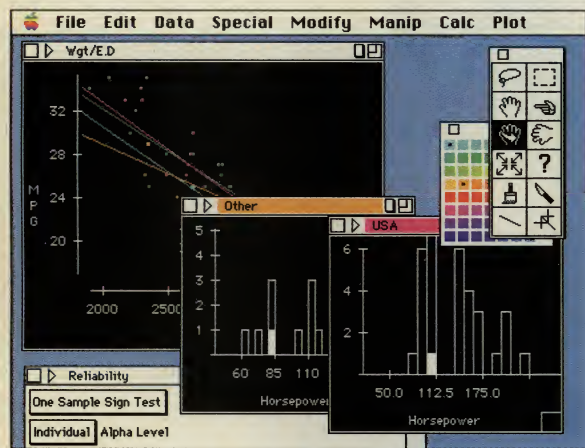 File Edit Data Special Modify Manip Calc Plot
Wgt/E.D
32
28
24
20
MPG
2000 2500
Other
5
4
3
2
1
60 85 110
Horsepower
USA
6
4
2
50.0 112.5 175.0
Horsepower
?
Reliability
One Sample Sign Test
Individual Alpha Level